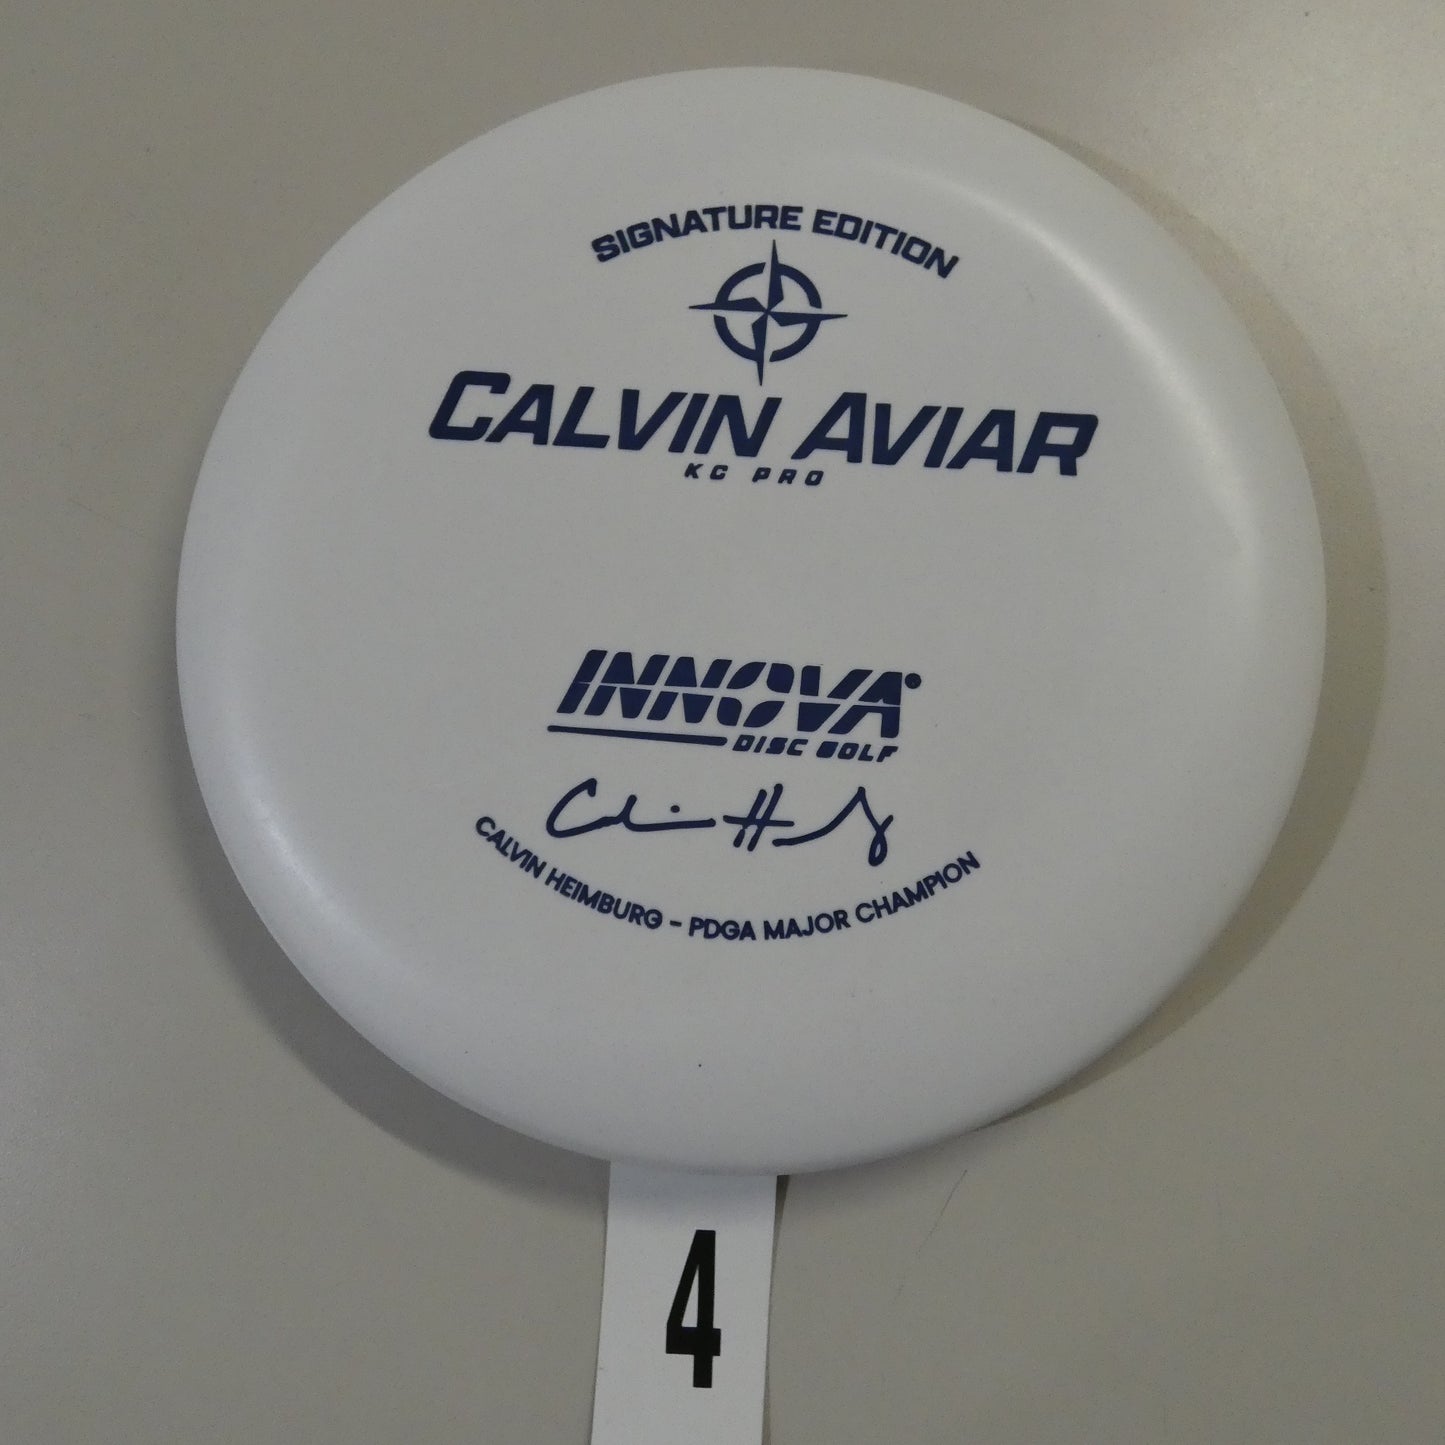 SIGNATURE EDITION
CALVIN AVIAR
KC PRO
INNOVA®
DISC GOLF
CALVIN HEIMBURG - PDGA MAJOR CHAMPION
4